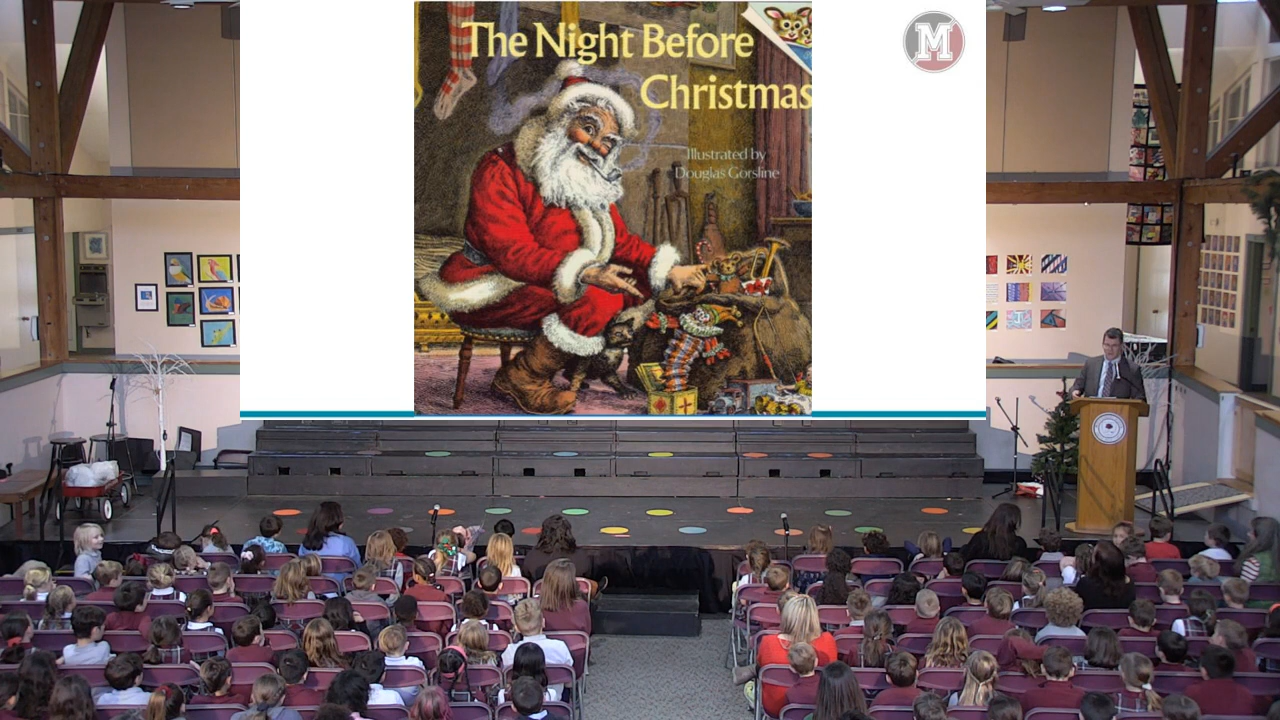 The Night Before
Christmas
Illustrated by
Douglas Gorsline
M